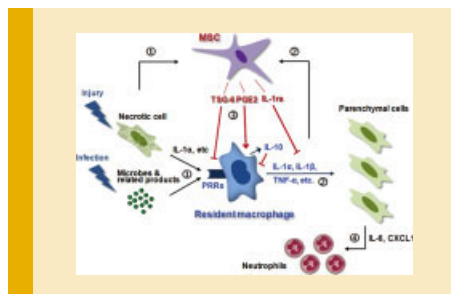 MSC
①
②
Injury
TSG-6 PGE2 IL-1ra
Necrotic cell
Parenchymal cells
③
IL-10
IL-1α, etc
Infection
IL-1α, IL-1β,
Microbes &
related products
①
PRRs
TNF-α, etc.
②
Resident macrophage
④
IL-6, CXCL1
Neutrophils